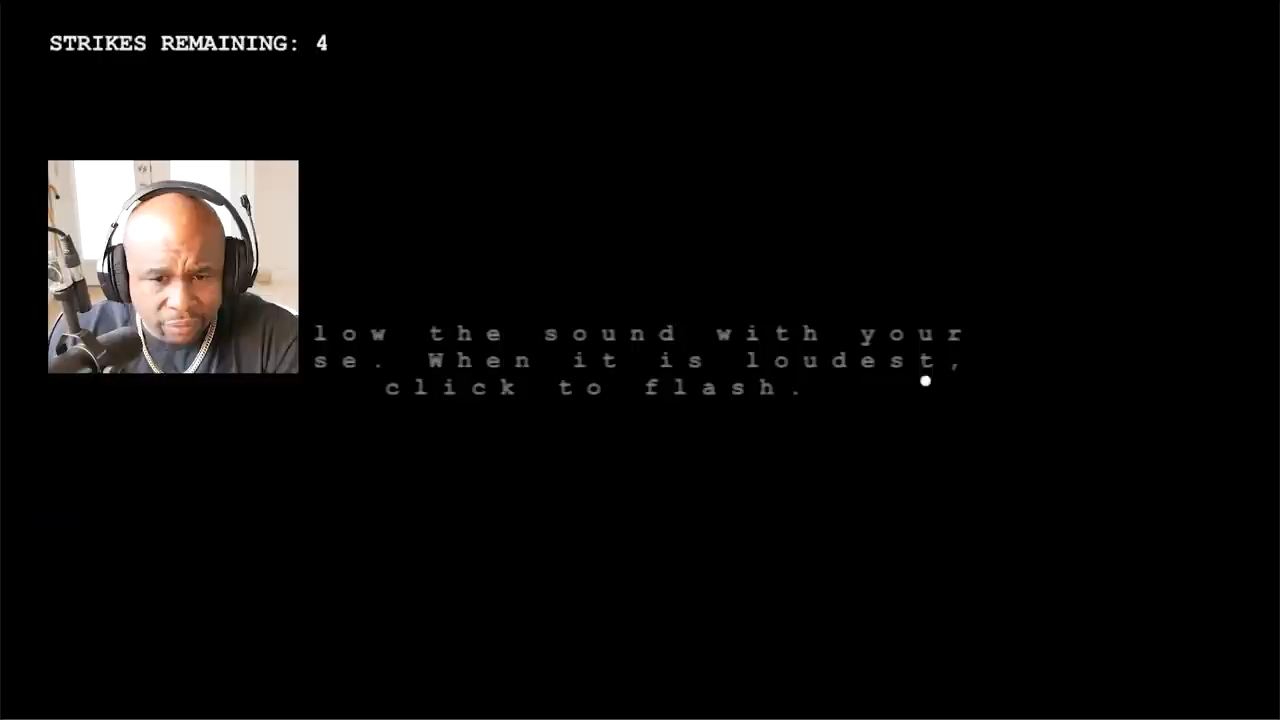 STRIKES REMAINING: 4
low the sound with your
se. When it is loudest,
click to flash.